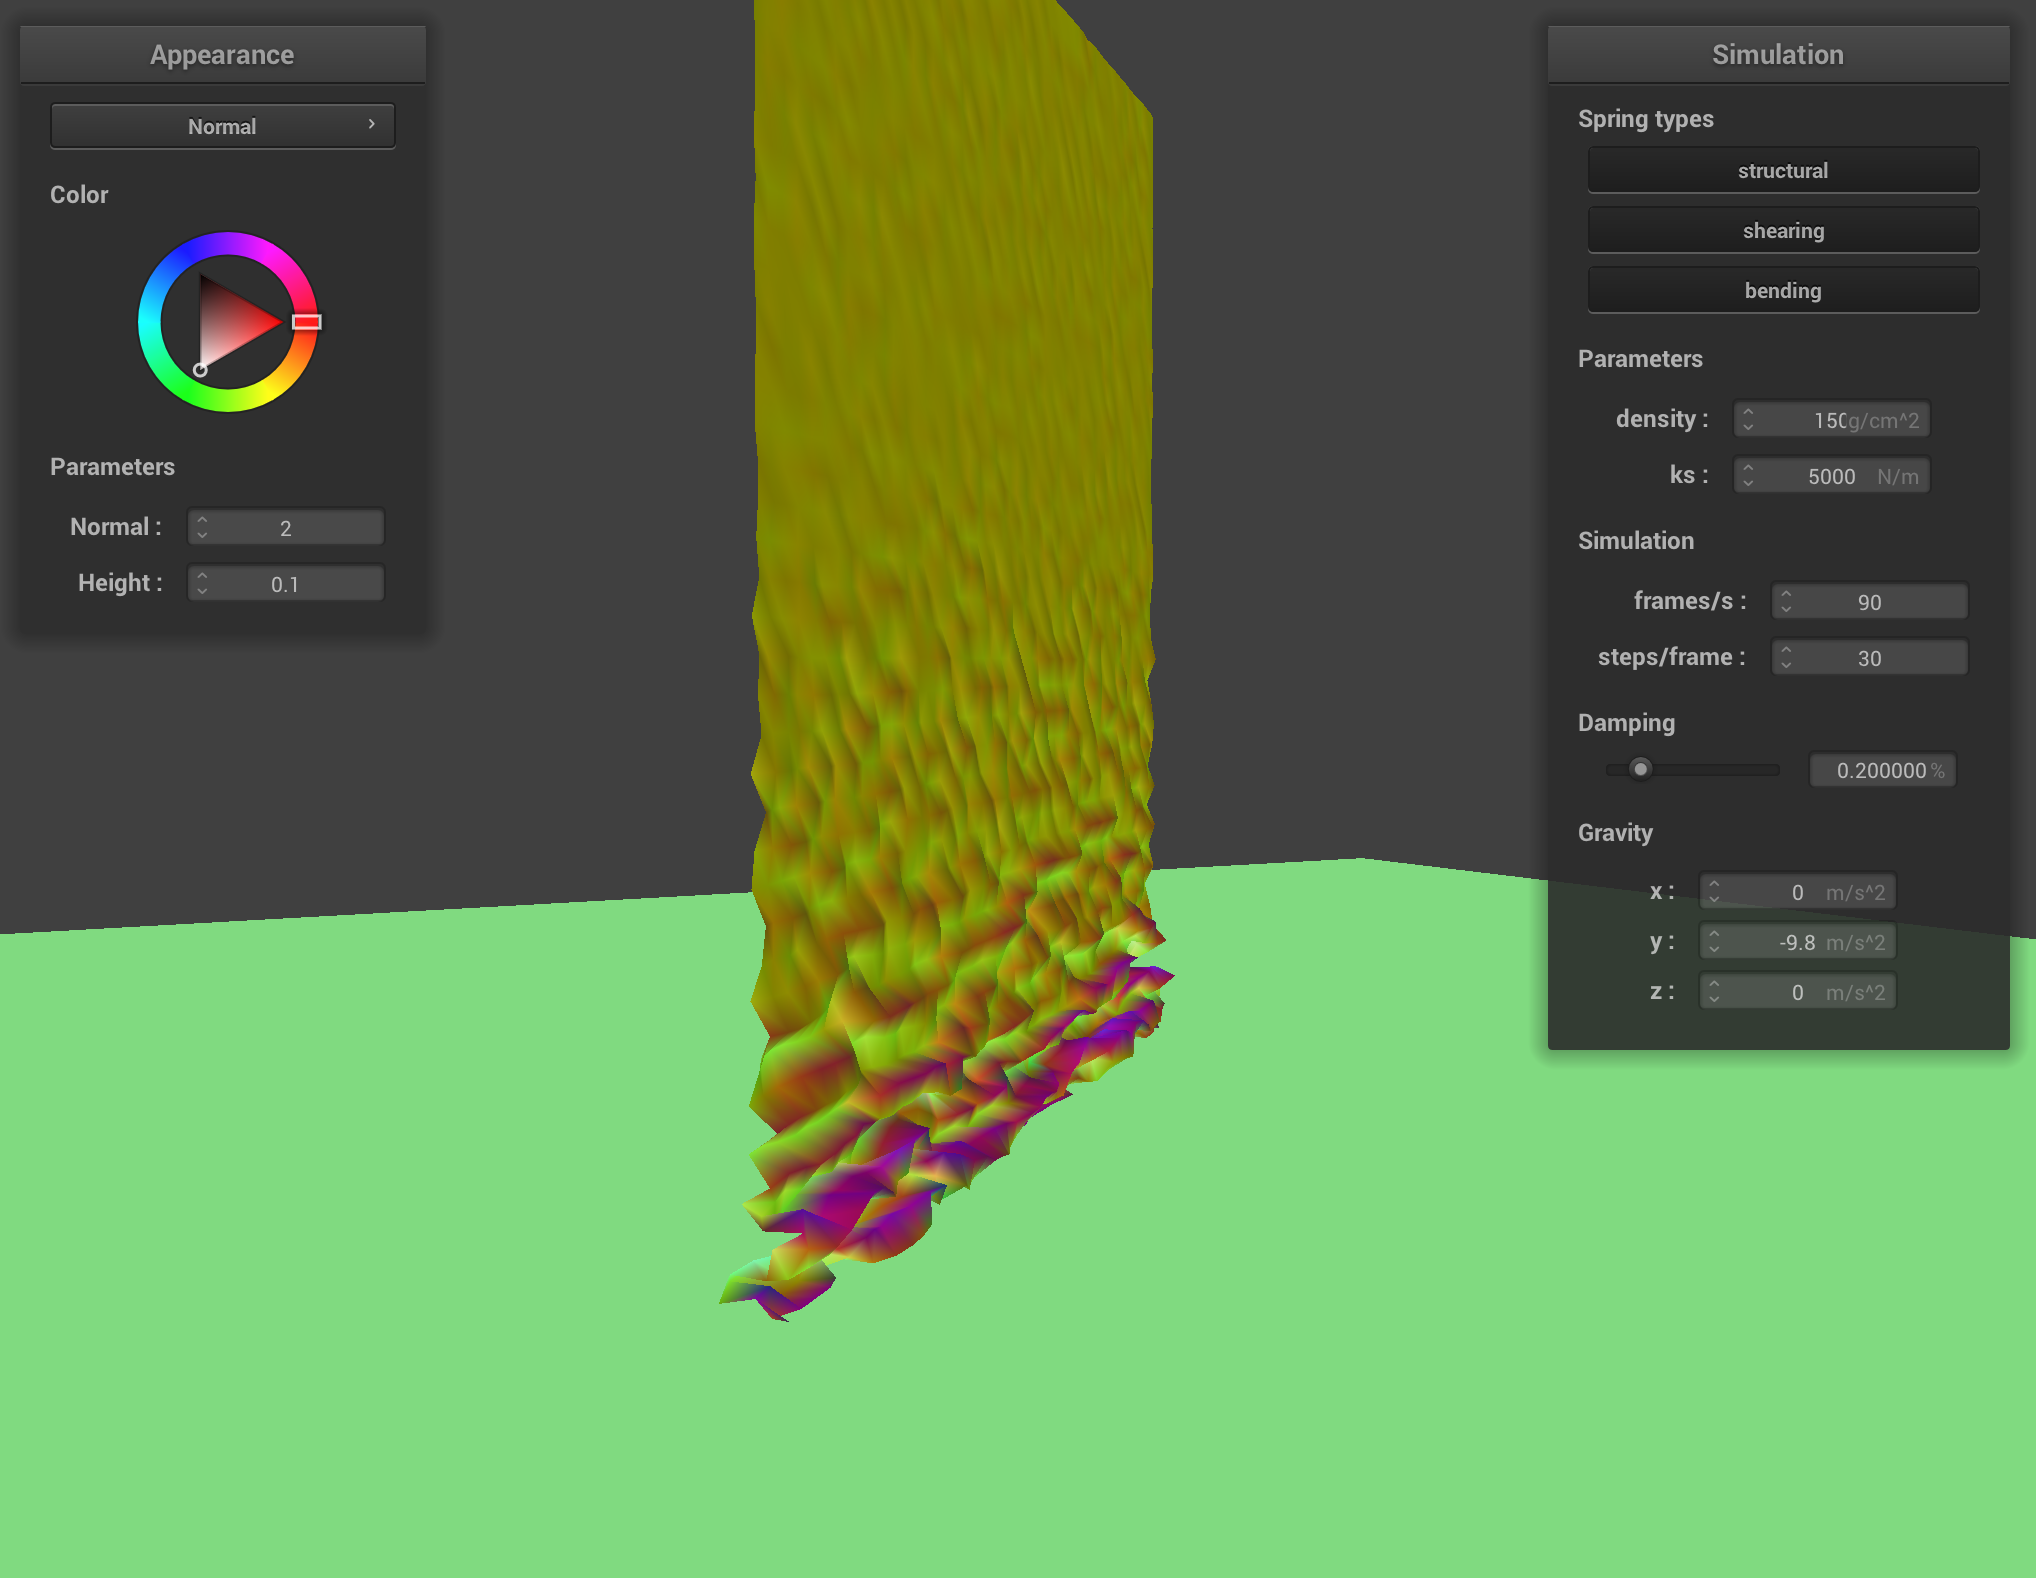 Appearance
Normal
Color
Parameters
Normal : 2
Height : 0.1
Simulation
Spring types
structural
shearing
bending
Parameters
density : 150 g/cm^2
ks : 5000 N/m
Simulation
frames/s : 90
steps/frame : 30
Damping
0.200000 %
Gravity
x : 0 m/s^2
y : -9.8 m/s^2
z : 0 m/s^2